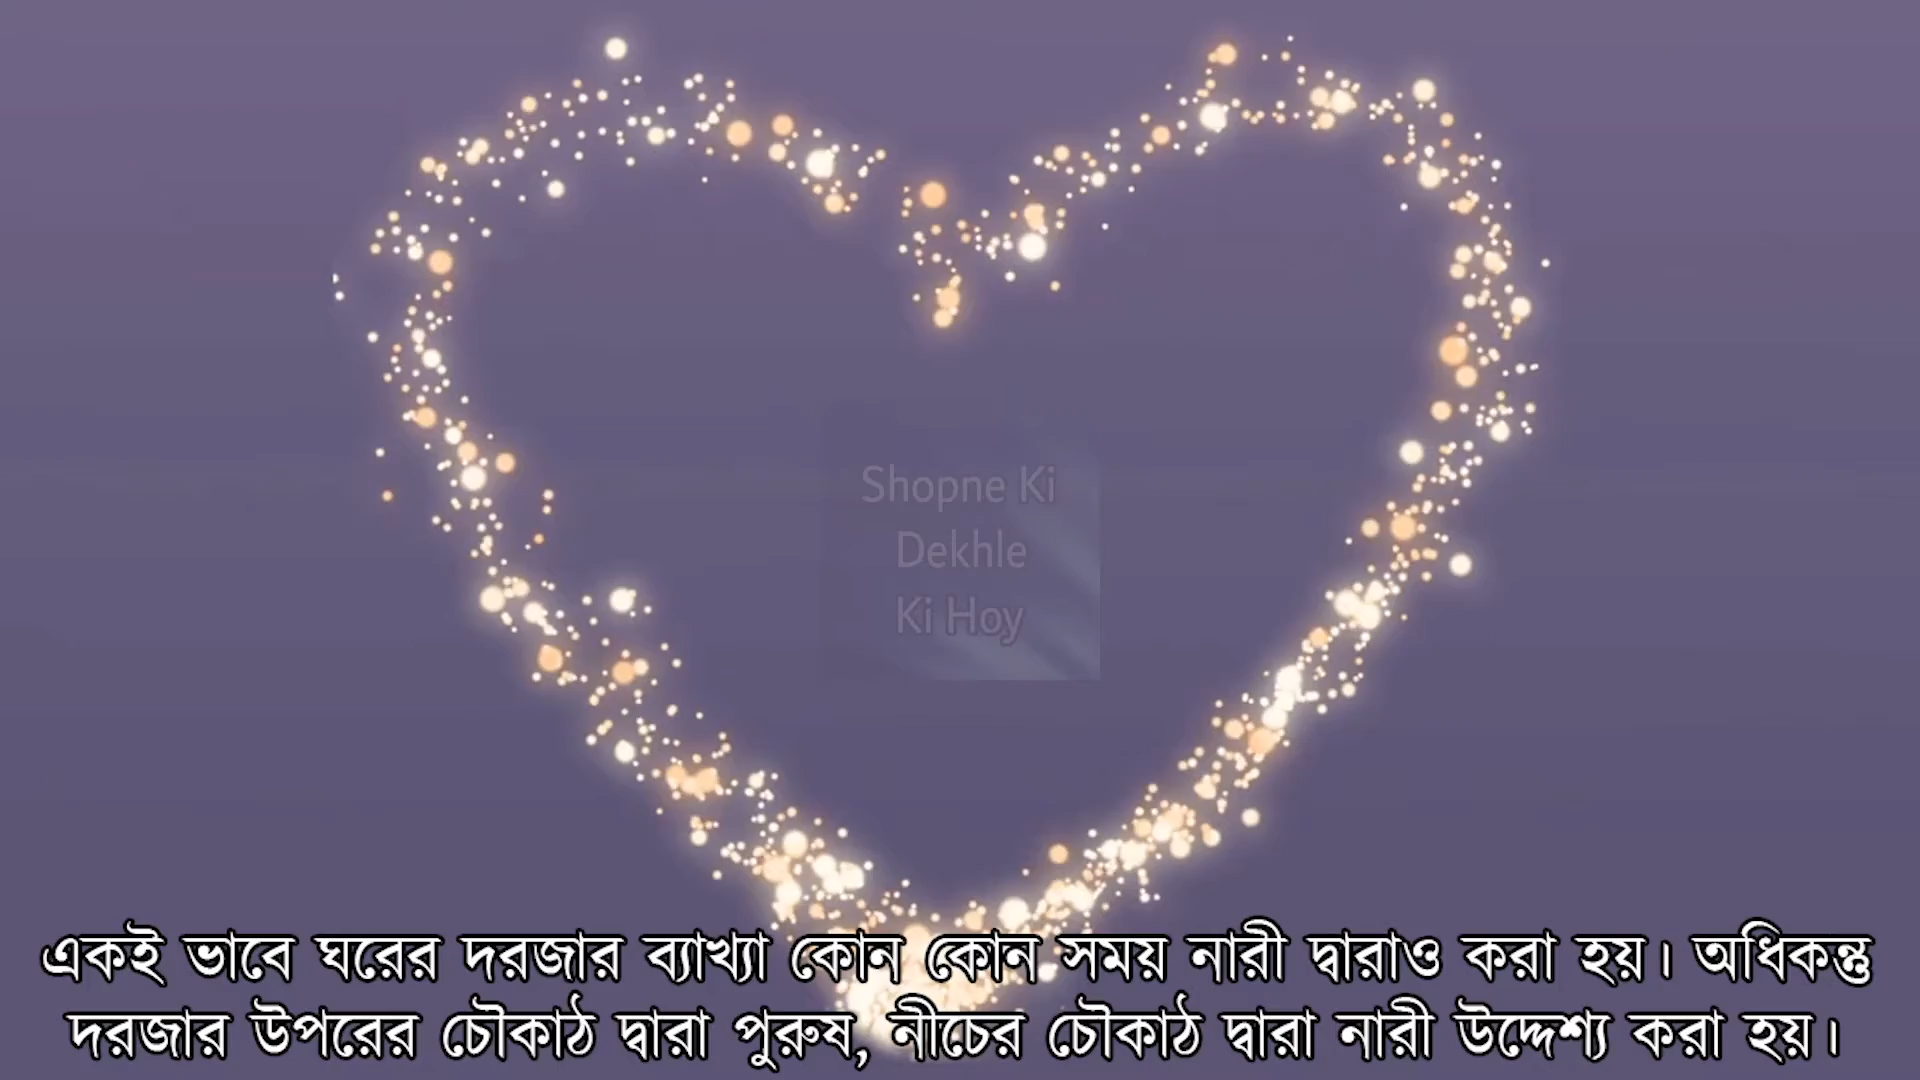 Shopne Ki
Dekhle
Ki Hoy
একই ভাবে ঘরের দরজার ব্যাখ্যা কোন কোন সময় নারী দ্বারাও করা হয়। অধিকন্তু
দরজার উপরের চৌকাঠ দ্বারা পুরুষ, নীচের চৌকাঠ দ্বারা নারী উদ্দেশ্য করা হয়।